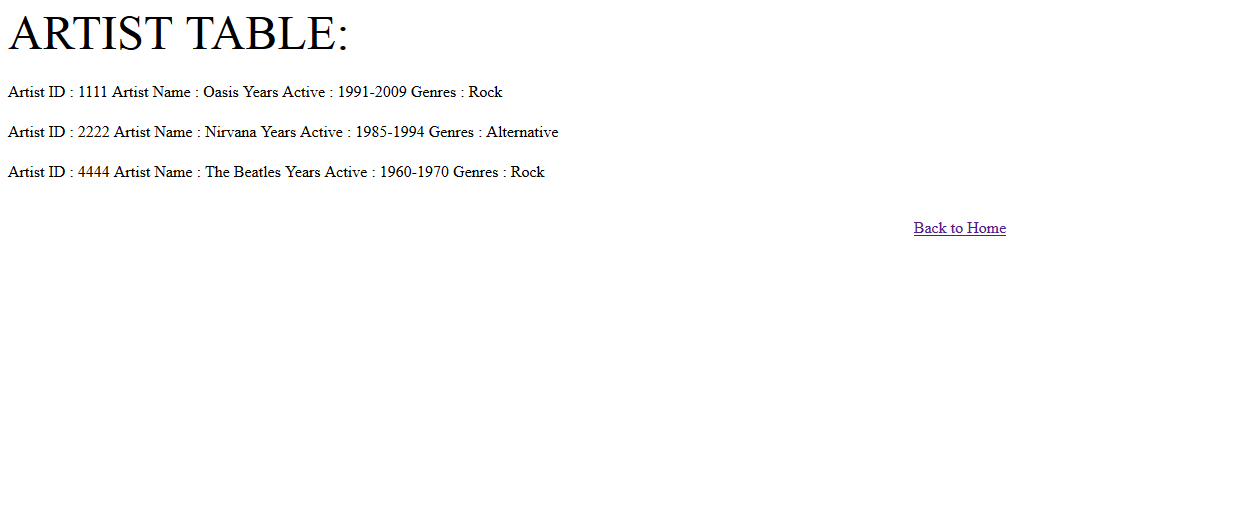 ARTIST TABLE:
Artist ID : 1111 Artist Name : Oasis Years Active : 1991-2009 Genres : Rock
Artist ID : 2222 Artist Name : Nirvana Years Active : 1985-1994 Genres : Alternative
Artist ID : 4444 Artist Name : The Beatles Years Active : 1960-1970 Genres : Rock
Back to Home